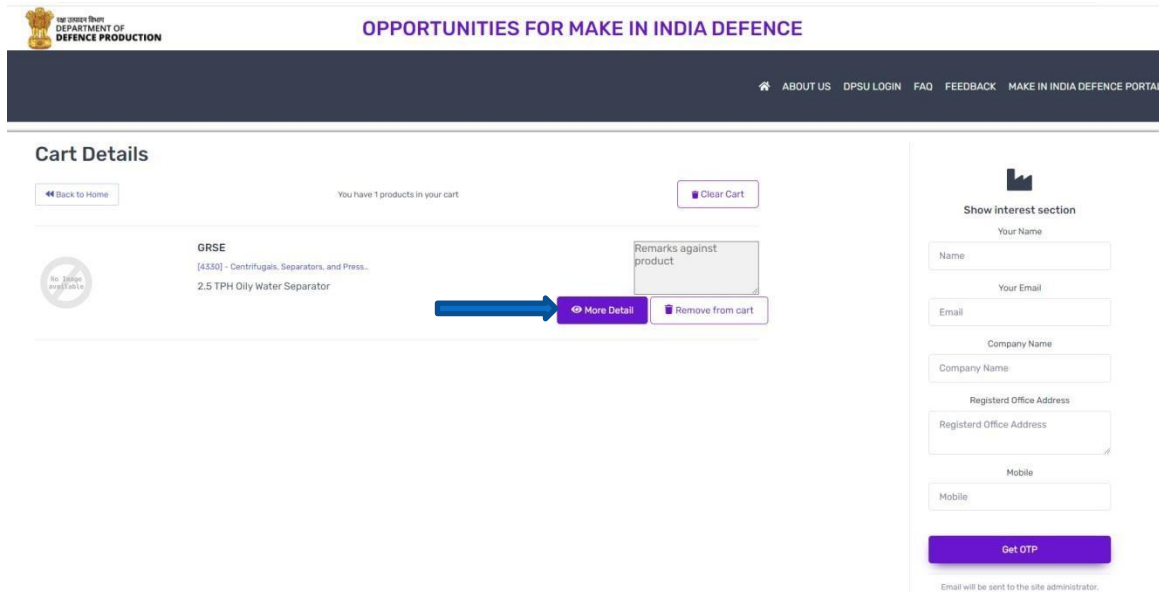 रक्षा उत्पादन विभाग
DEPARTMENT OF
DEFENCE PRODUCTION
OPPORTUNITIES FOR MAKE IN INDIA DEFENCE
ABOUT US DPSU LOGIN FAQ FEEDBACK MAKE IN INDIA DEFENCE PORTAL
Cart Details
Back to Home
You have 1 products in your cart
Clear Cart
GRSE
[4330] - Centrifugals, Separators, and Press..
2.5 TPH Oily Water Separator
No Image
available
Remarks against
product
More Detail
Remove from cart
Show interest section
Your Name
Name
Your Email
Email
Company Name
Company Name
Registerd Office Address
Registerd Office Address
Mobile
Mobile
Get OTP
Email will be sent to the site administrator.